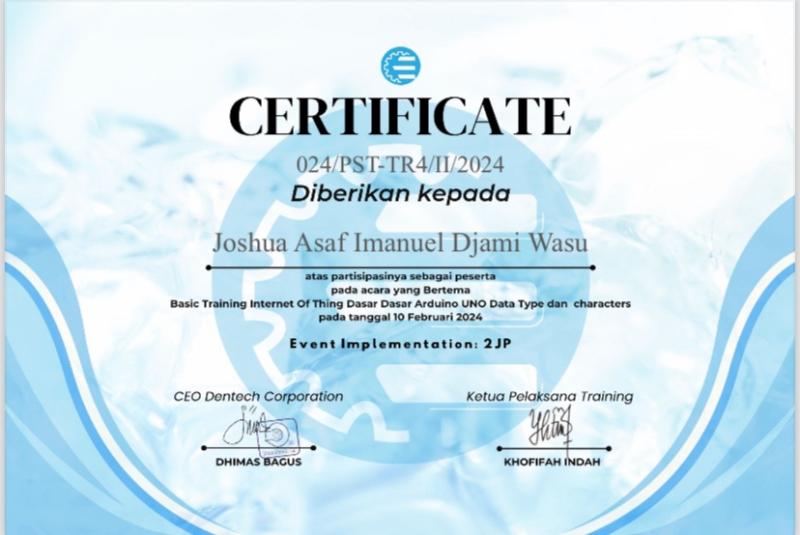 CERTIFICATE
024/PST-TR4/II/2024
Diberikan kepada
Joshua Asaf Imanuel Djami Wasu
atas partisipasinya sebagai peserta
pada acara yang Bertema
Basic Training Internet Of Thing Dasar Dasar Arduino UNO Data Type dan characters
pada tanggal 10 Februari 2024
Event Implementation: 2JP
CEO Dentech Corporation
Ketua Pelaksana Training
DHIMAS BAGUS
KHOFIFAH INDAH